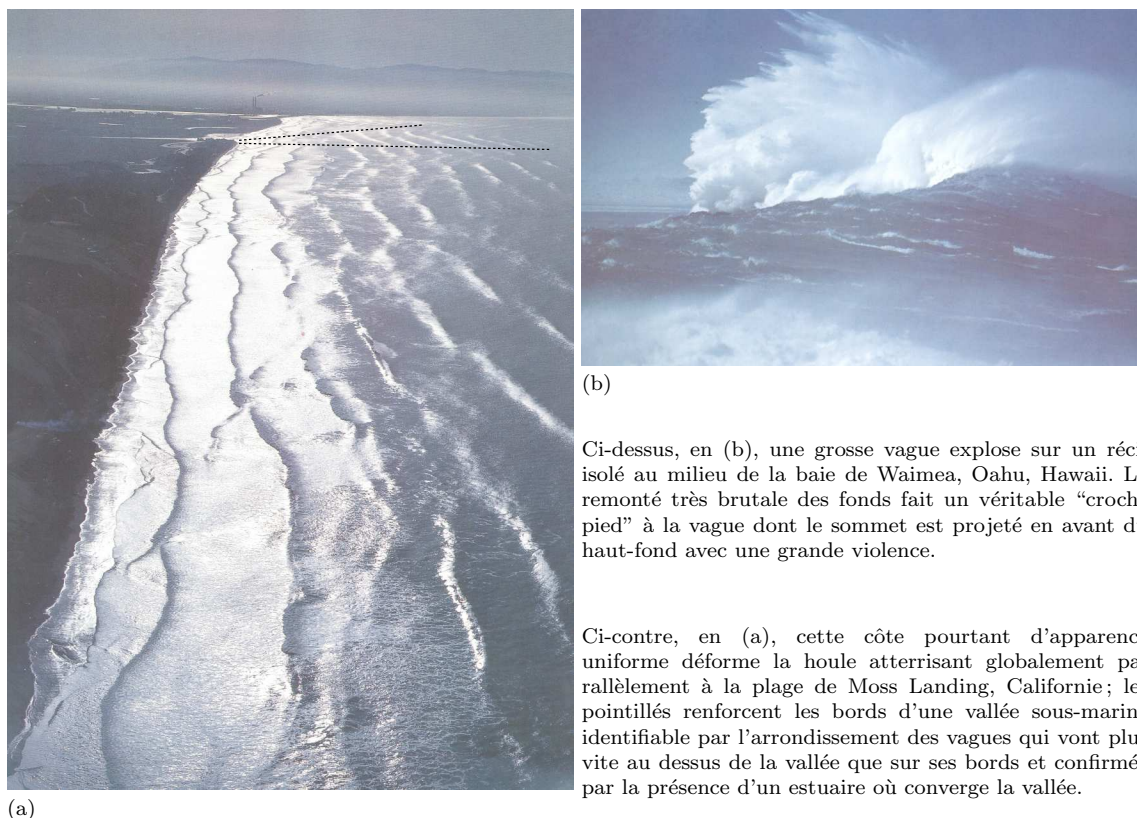 (b)
Ci-dessus, en (b), une grosse vague explose sur un réci
isolé au milieu de la baie de Waimea, Oahu, Hawaii. L
remonté très brutale des fonds fait un véritable “croch
pied” à la vague dont le sommet est projeté en avant d
haut-fond avec une grande violence.
Ci-contre, en (a), cette côte pourtant d'apparenc
uniforme déforme la houle atterrisant globalement pa
rallèlement à la plage de Moss Landing, Californie ; le
pointillés renforcent les bords d'une vallée sous-marin
identifiable par l'arrondissement des vagues qui vont plu
vite au dessus de la vallée que sur ses bords et confirmé
par la présence d'un estuaire où converge la vallée.
(a)